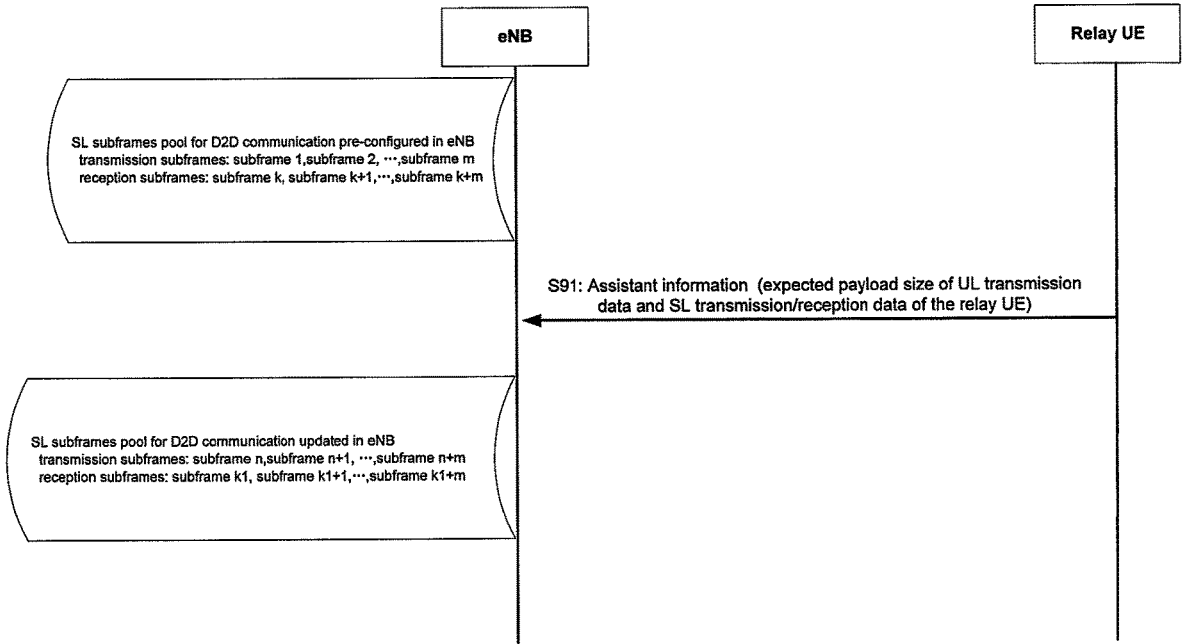 eNB
Relay UE
SL subframes pool for D2D communication pre-configured in eNB
transmission subframes: subframe 1,subframe 2, ···,subframe m
reception subframes: subframe k, subframe k+1,···,subframe k+m
S91: Assistant information (expected payload size of UL transmission
data and SL transmission/reception data of the relay UE)
SL subframes pool for D2D communication updated in eNB
transmission subframes: subframe n,subframe n+1, ···,subframe n+m
reception subframes: subframe k1, subframe k1+1,···,subframe k1+m